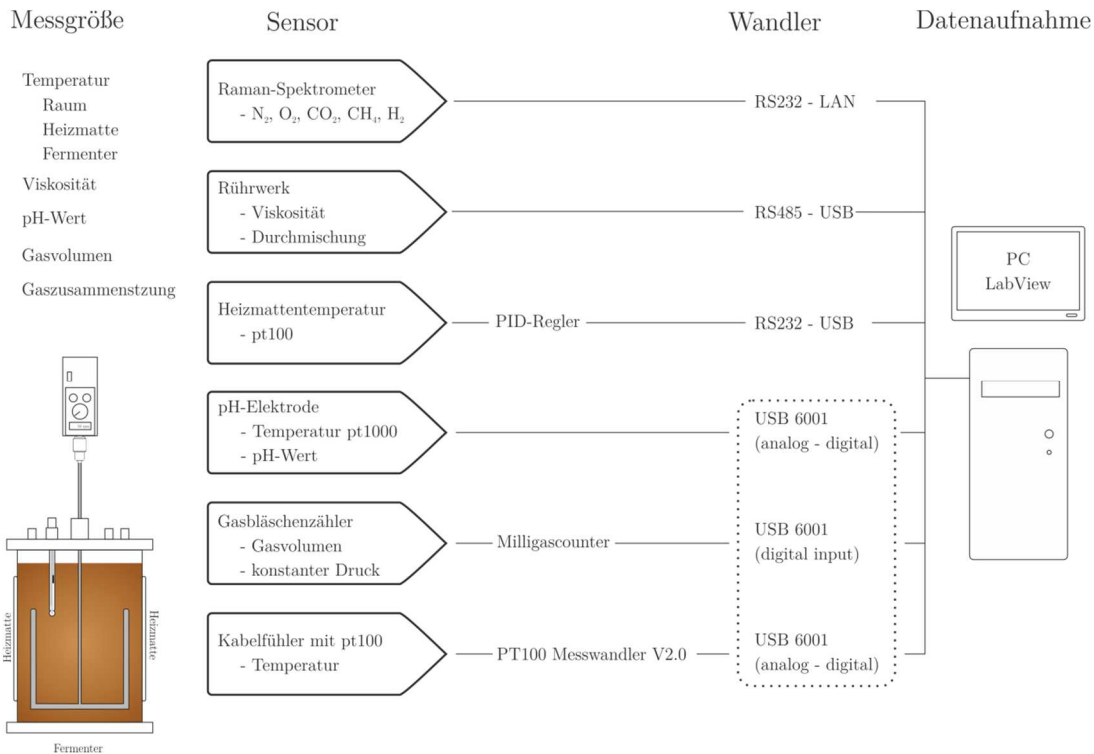 Messgröße
Sensor
Wandler
Datenaufnahme
Temperatur
Raum
Heizmatte
Fermenter
Viskosität
pH-Wert
Gasvolumen
Gaszusammenstzung
Raman-Spektrometer
- N₂, O₂, CO₂, CH₄, H₂
RS232 - LAN
Rührwerk
- Viskosität
- Durchmischung
RS485 - USB
Heizmattentemperatur
- pt100
PID-Regler
RS232 - USB
pH-Elektrode
- Temperatur pt1000
- pH-Wert
USB 6001
(analog - digital)
Gasbläschenzähler
- Gasvolumen
- konstanter Druck
Milligascounter
USB 6001
(digital input)
Kabelfühler mit pt100
- Temperatur
PT100 Messwandler V2.0
USB 6001
(analog - digital)
PC
LabView
Heizmatte
Heizmatte
Fermenter